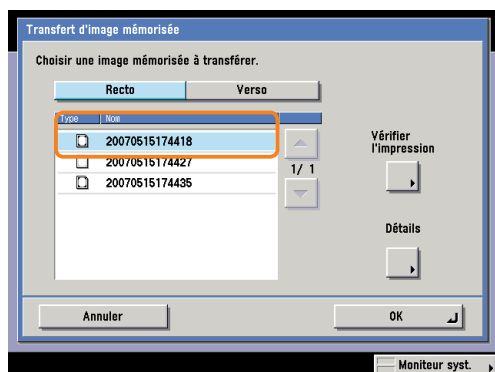 Transfert d'image mémorisée
Choisir une image mémorisée à transférer.
Recto Verso
Type Nom
20070515174418
20070515174427
20070515174435
1/ 1
Vérifier
l'impression
Détails
Annuler OK
Moniteur syst.